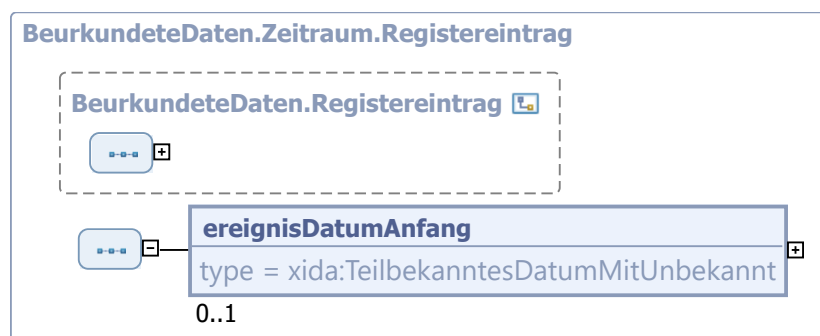 BeurkundeteDaten.Zeitraum.Registereintrag
BeurkundeteDaten.Registereintrag
ereignisDatumAnfang
type = xida:TeilbekanntesDatumMitUnbekannt
0..1